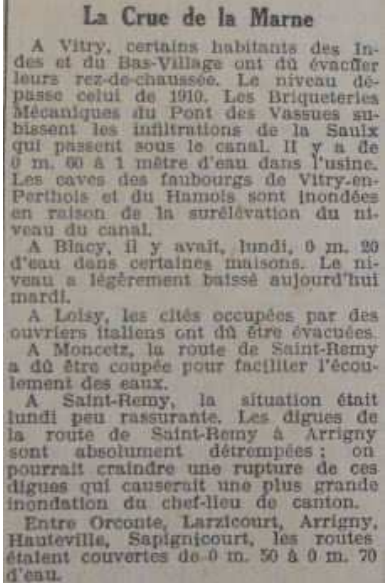 La Crue de la Marne
A Vitry, certains habitants des In-
des et du Bas-Village ont dû évacuer
leurs rez-de-chaussée. Le niveau dé-
passe celui de 1910. Les Briqueteries
Mécaniques du Pont des Vassues su-
bissent les infiltrations de la Saulx
qui passent sous le canal. Il y a de
0 m. 60 à 1 mètre d'eau dans l'usine.
Les caves des faubourgs de Vitry-en-
Perthois et du Hamois sont inondées
en raison de la surélévation du ni-
veau du canal.
A Blacy, il y avait, lundi, 0 m. 20
d'eau dans certaines maisons. Le ni-
veau a légèrement baissé aujourd'hui
mardi.
A Loisy, les cités occupées par des
ouvriers italiens ont dû être évacuées.
A Moncetz, la route de Saint-Remy
a dû être coupée pour faciliter l'écou-
lement des eaux.
A Saint-Remy, la situation était
lundi peu rassurante. Les digues de
la route de Saint-Remy à Arrigny
sont absolument détrempées ; on
pourrait craindre une rupture de ces
digues qui causerait une plus grande
inondation du chef-lieu de canton.
Entre Orconte, Larzicourt, Arrigny,
Hauteville, Sapignicourt, les routes
étaient couvertes de 0 m. 50 à 0 m. 70
d'eau.